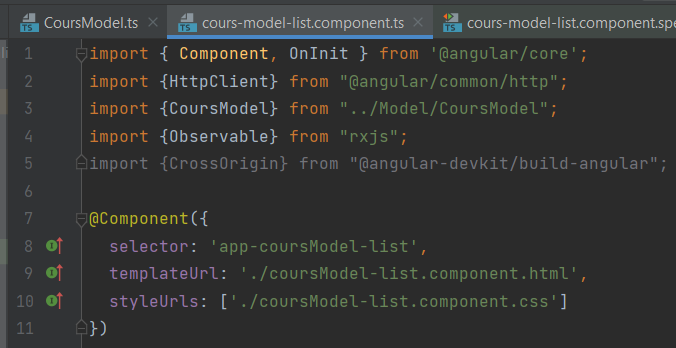 CoursModel.ts
cours-model-list.component.ts
cours-model-list.component.spe
1 import { Component, OnInit } from '@angular/core';
2 import {HttpClient} from "@angular/common/http";
3 import {CoursModel} from "../Model/CoursModel";
4 import {Observable} from "rxjs";
5 import {CrossOrigin} from "@angular-devkit/build-angular";
6
7 @Component({
8 selector: 'app-coursModel-list',
9 templateUrl: './coursModel-list.component.html',
10 styleUrls: ['./coursModel-list.component.css']
11 })